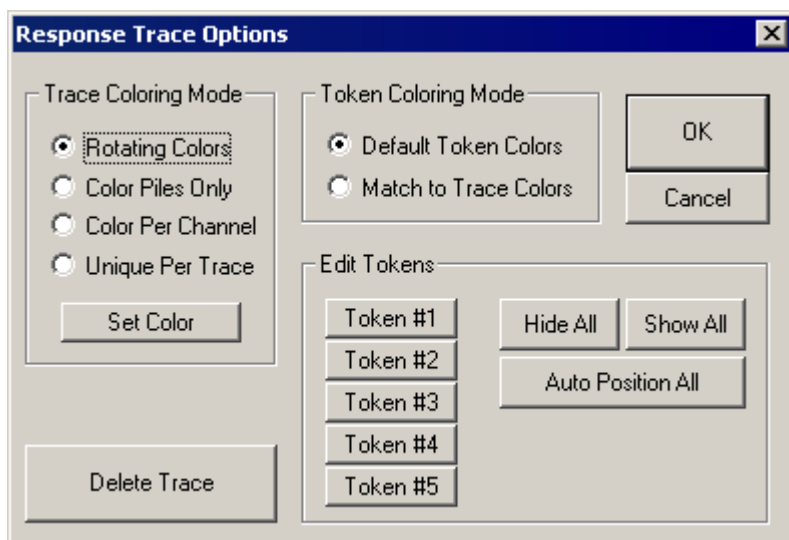 Response Trace Options
Trace Coloring Mode
Rotating Colors
Color Piles Only
Color Per Channel
Unique Per Trace
Set Color
Token Coloring Mode
Default Token Colors
Match to Trace Colors
OK
Cancel
Edit Tokens
Token #1
Token #2
Token #3
Token #4
Token #5
Hide All
Show All
Auto Position All
Delete Trace